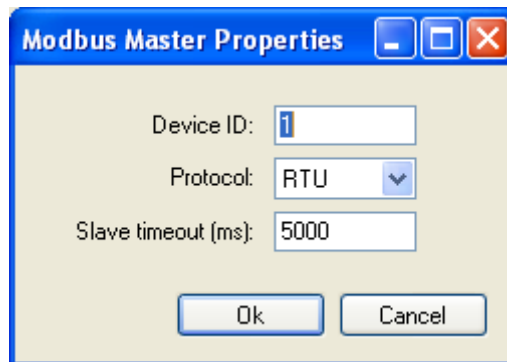 Modbus Master Properties
Device ID: 1
Protocol: RTU
Slave timeout (ms): 5000
Ok Cancel